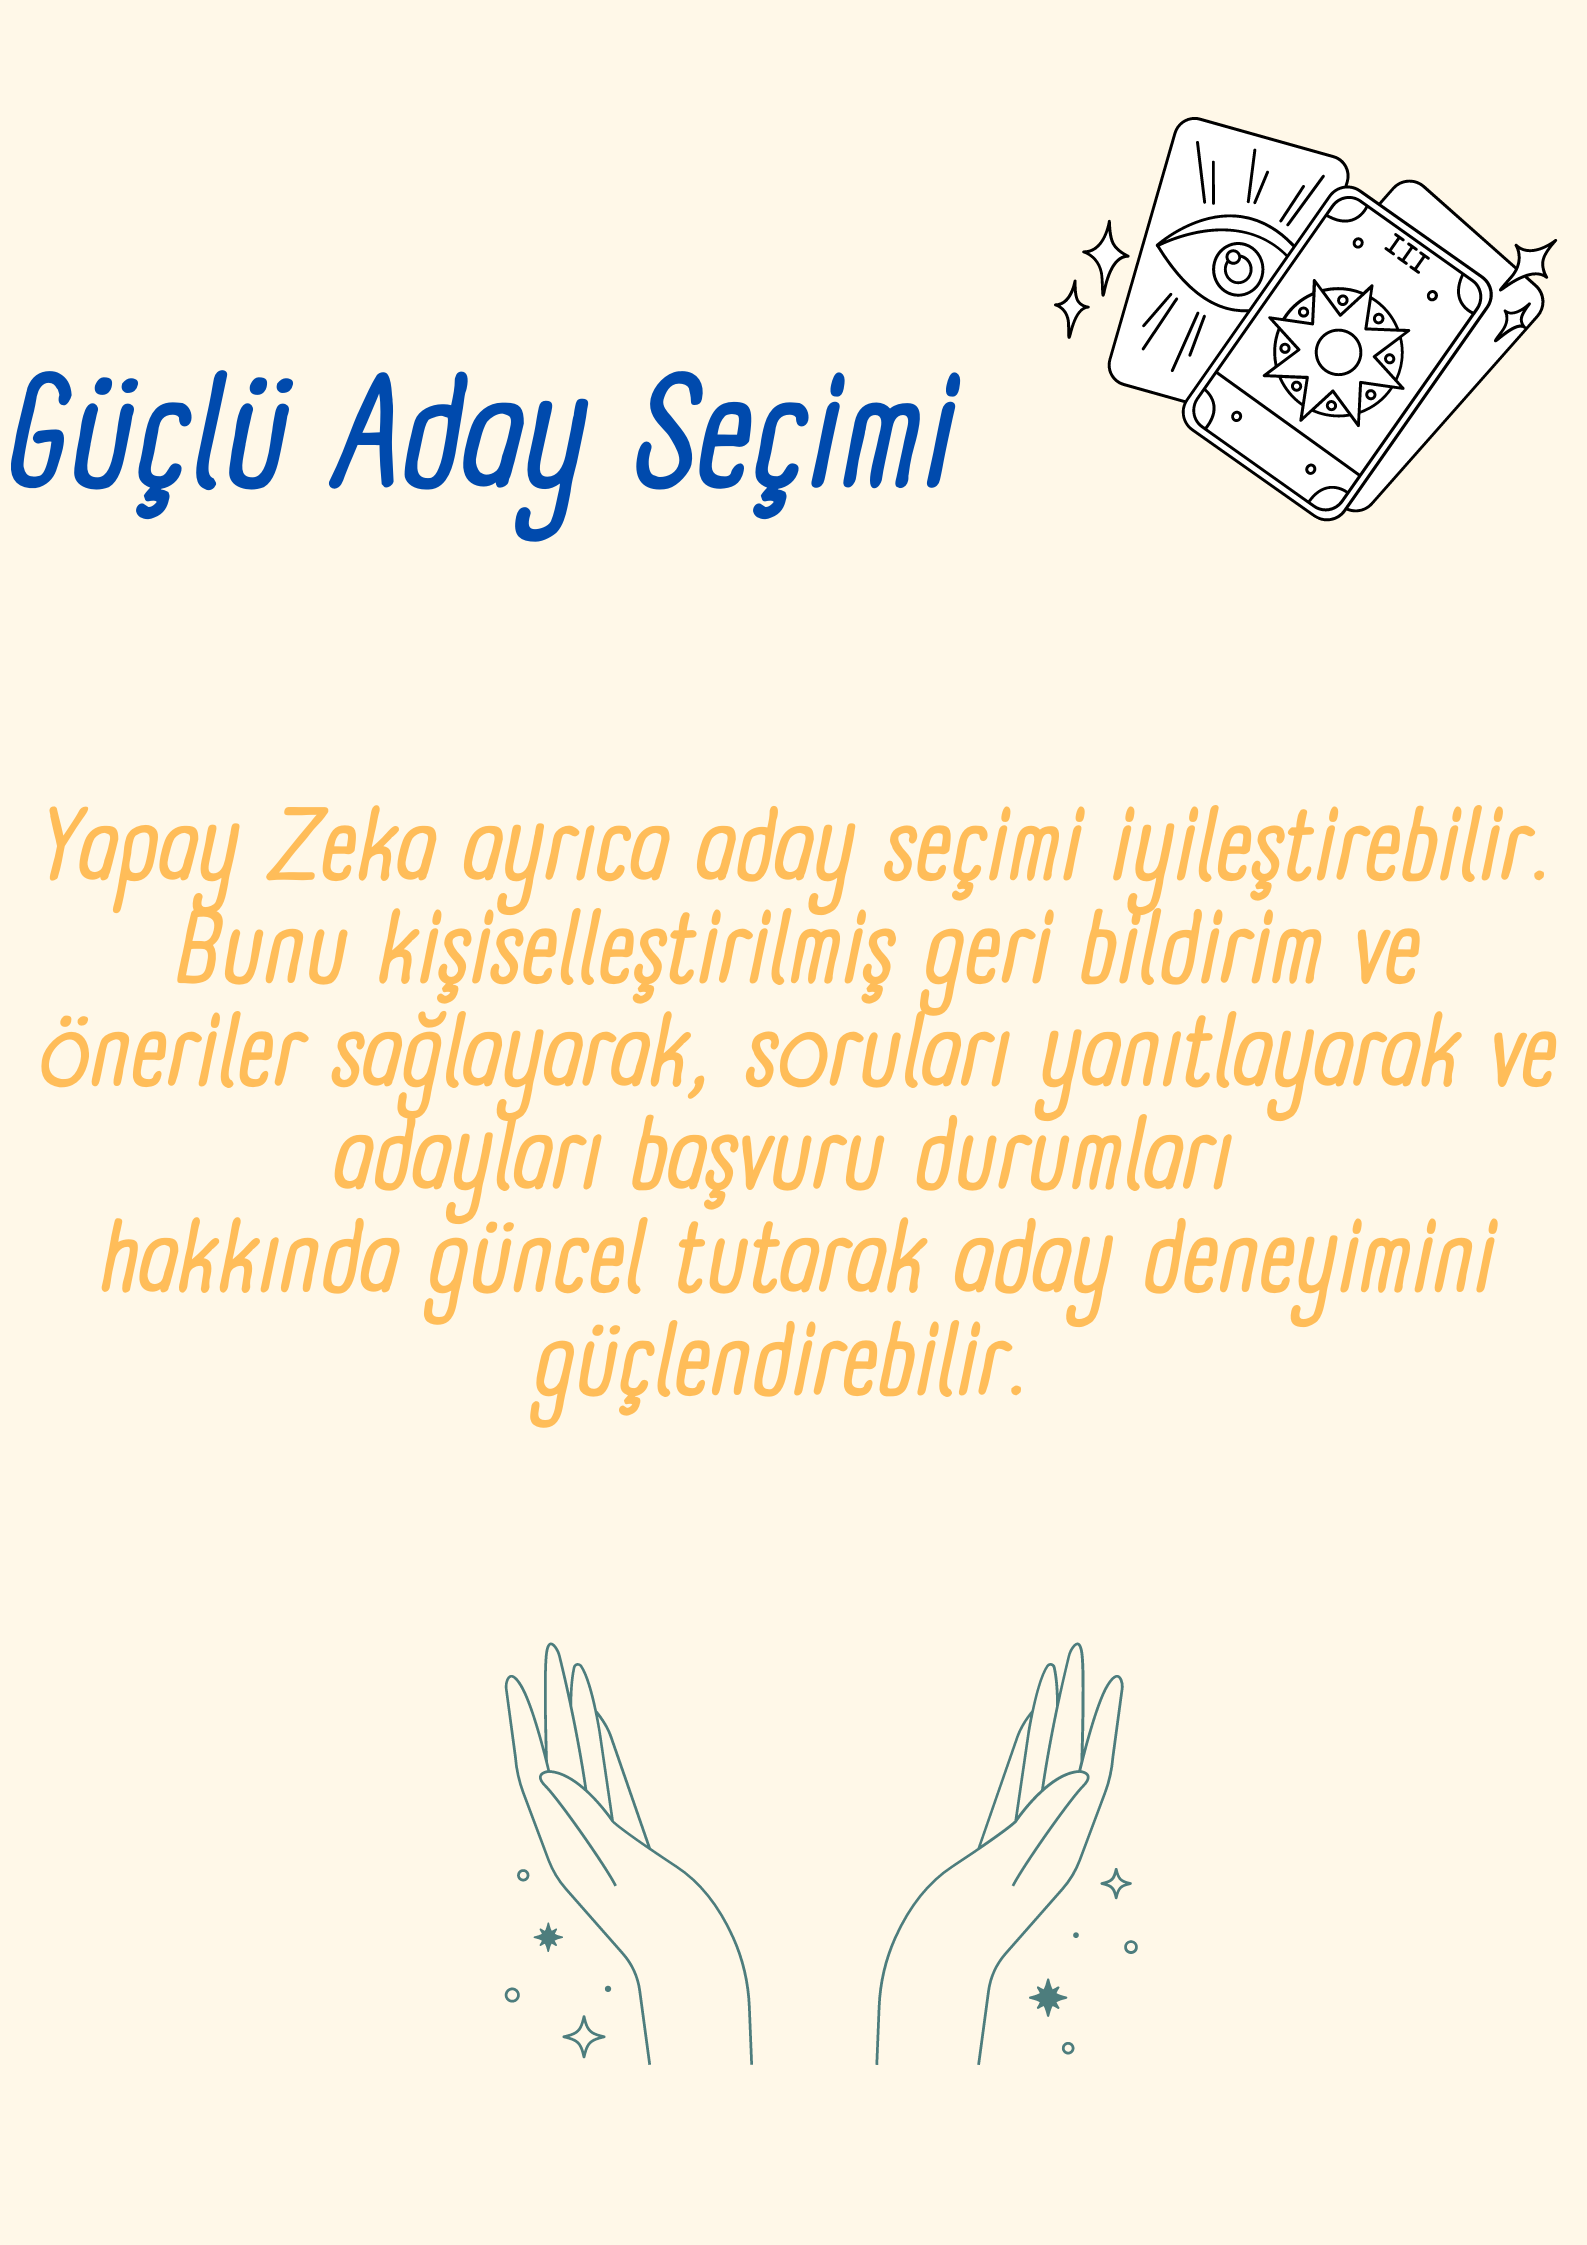 III
Güçlü Aday Seçimi
Yapay Zeka ayrıca aday seçimi iyileştirebilir.
Bunu kişiselleştirilmiş geri bildirim ve
öneriler sağlayarak, soruları yanıtlayarak ve
adayları başvuru durumları
hakkında güncel tutarak aday deneyimini
güçlendirebilir.